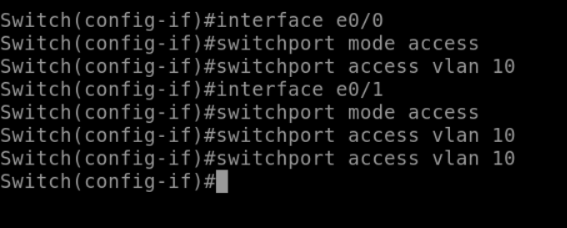 Switch(config-if)#interface e0/0
Switch(config-if)#switchport mode access
Switch(config-if)#switchport access vlan 10
Switch(config-if)#interface e0/1
Switch(config-if)#switchport mode access
Switch(config-if)#switchport access vlan 10
Switch(config-if)#switchport access vlan 10
Switch(config-if)#